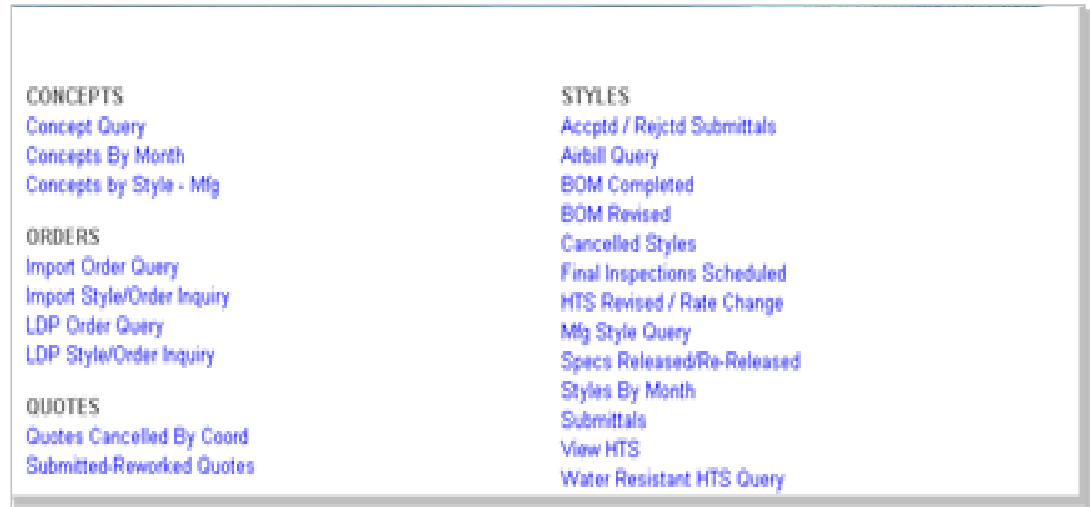 CONCEPTS
Concept Query
Concepts By Month
Concepts by Style - Mfg
ORDERS
Import Order Query
Import Style/Order Inquiry
LDP Order Query
LDP Style/Order Inquiry
QUOTES
Quotes Cancelled By Coord
Submitted-Reworked Quotes
STYLES
Accptd / Rejctd Submittals
Airbill Query
BOM Completed
BOM Revised
Cancelled Styles
Final Inspections Scheduled
HTS Revised / Rate Change
Mfg Style Query
Specs Released/Re-Released
Styles By Month
Submittals
View HTS
Water Resistant HTS Query